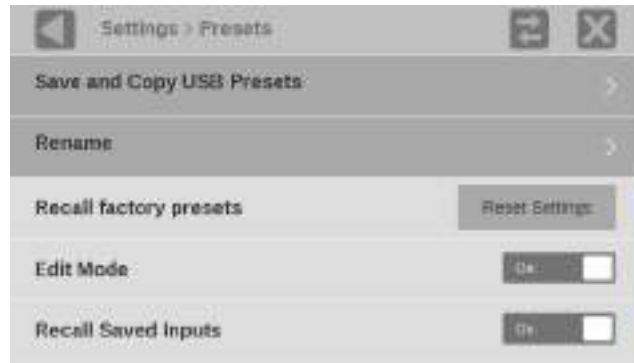 Settings > Presets
Save and Copy USB Presets
Rename
Recall factory presets
Reset Settings
Edit Mode
On
Recall Saved Inputs
On